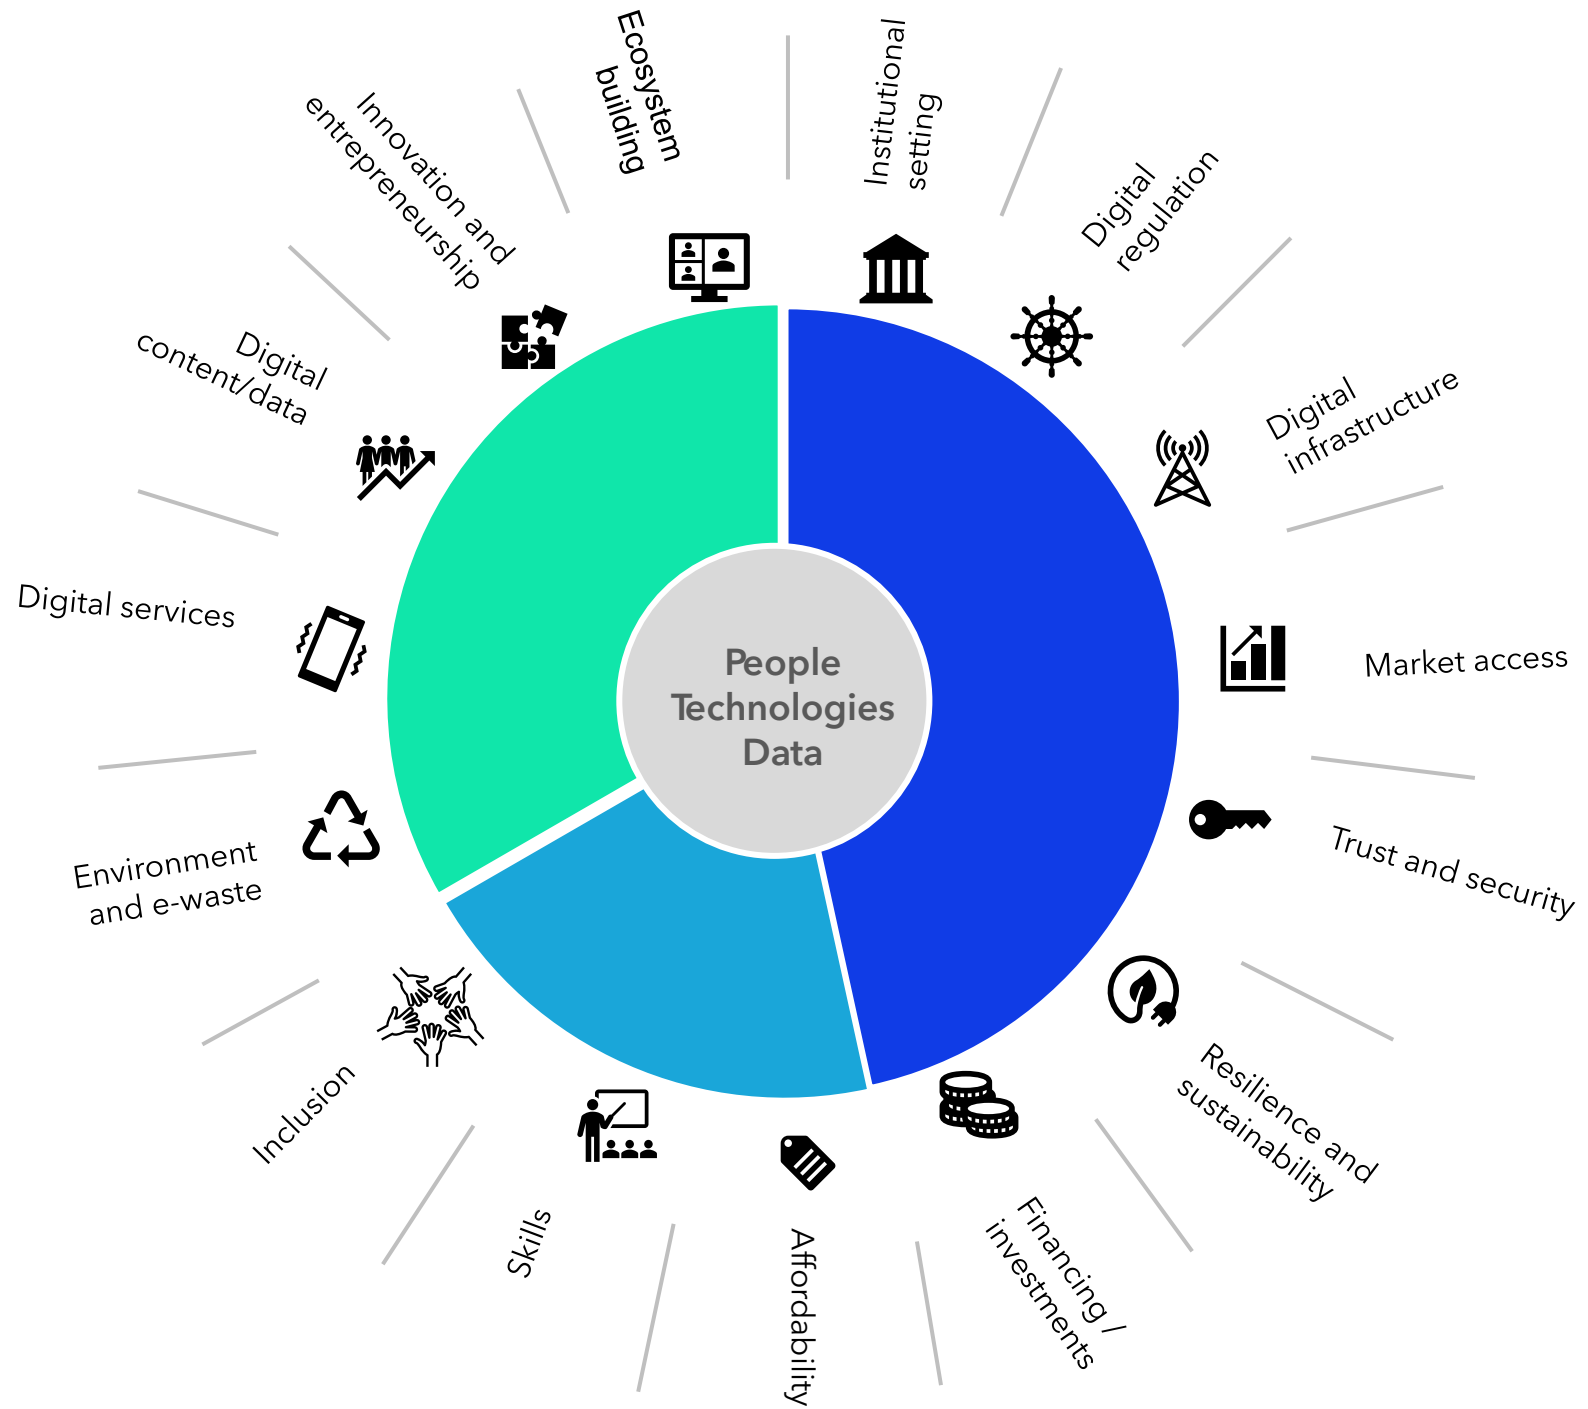 People
Technologies
Data
Institutional
setting
Digital
regulation
Digital
infrastructure
Market access
Trust and security
Resilience and
sustainability
Financing /
investments
Affordability
Skills
Inclusion
Environment
and e-waste
Digital services
Digital
content/data
Innovation and
entrepreneurship
Ecosystem
building